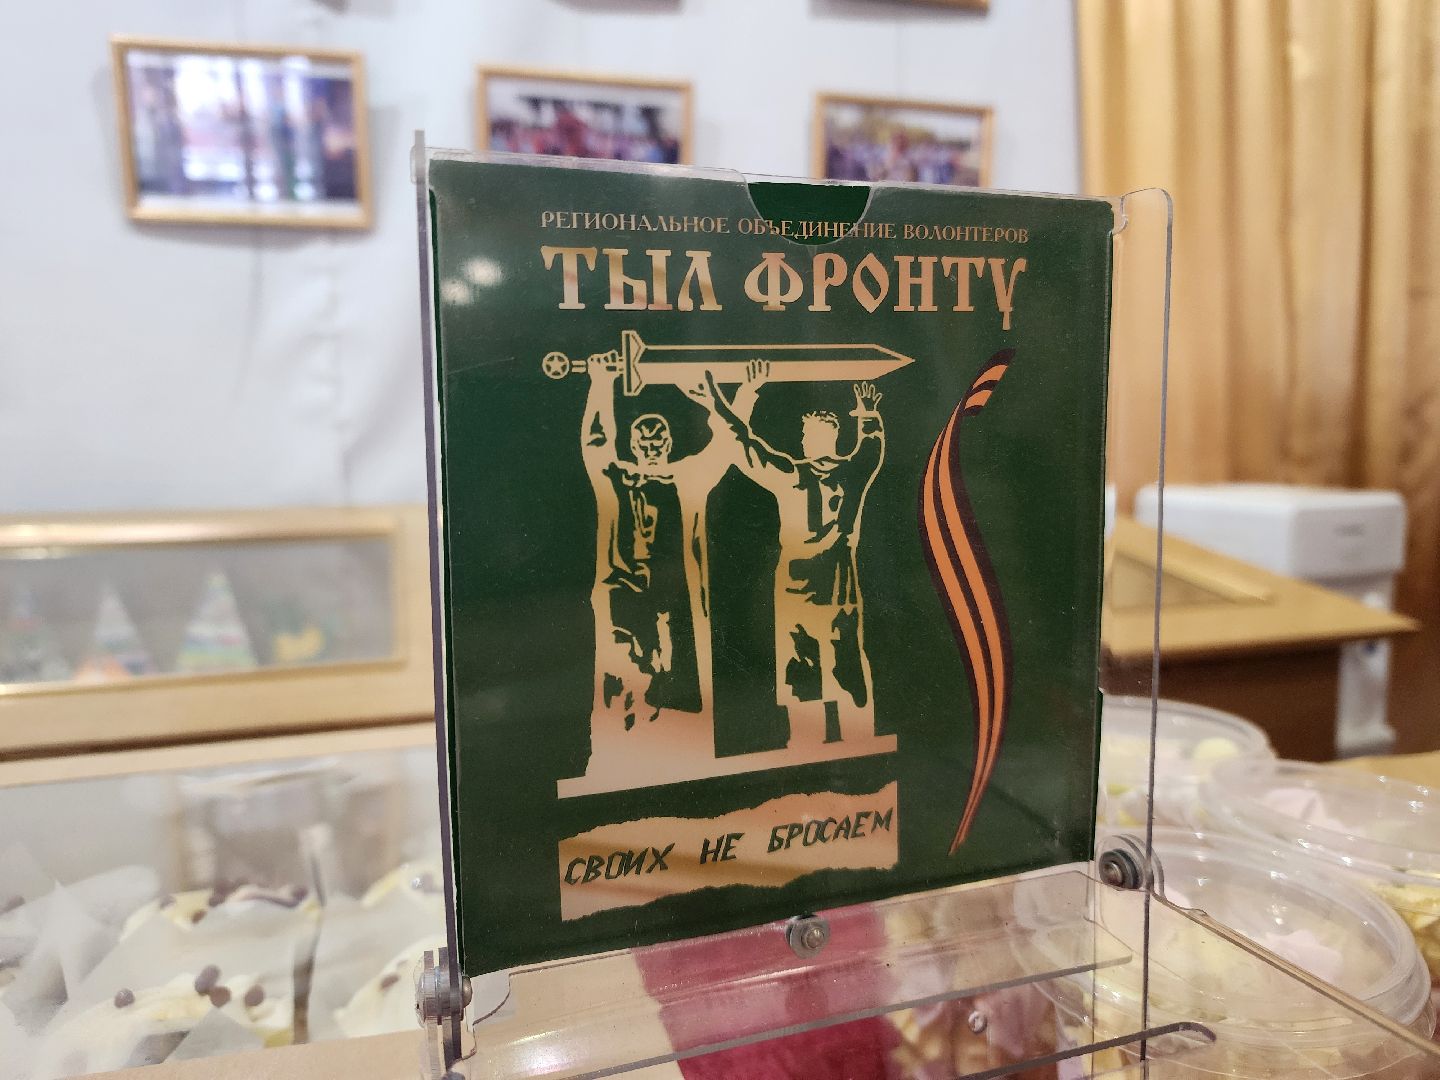 РЕГИОНАЛЬНОЕ ОБЪЕДИНЕНИЕ ВОЛОНТЕРОВ
ТЫЛ ФРОНТУ
СВОИХ НЕ БРОСАЕМ